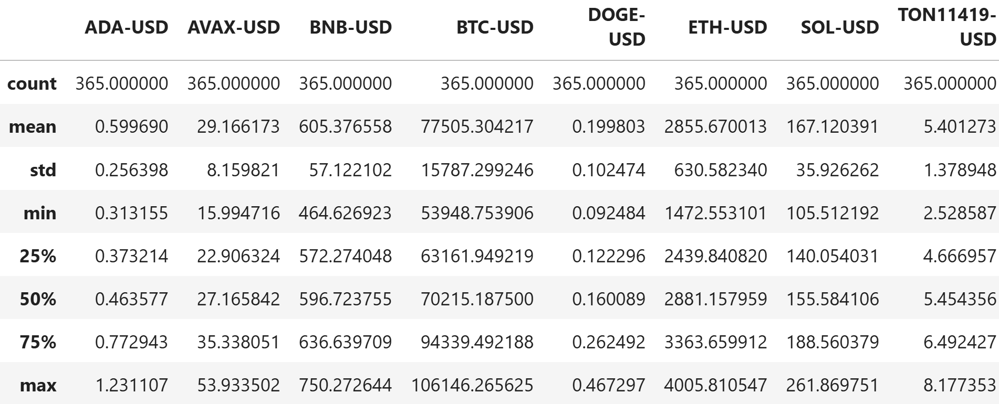 ADA-USD AVAX-USD BNB-USD BTC-USD DOGE-USD ETH-USD SOL-USD TON11419-USD
count 365.000000 365.000000 365.000000 365.000000 365.000000 365.000000 365.000000 365.000000
mean 0.599690 29.166173 605.376558 77505.304217 0.199803 2855.670013 167.120391 5.401273
std 0.256398 8.159821 57.122102 15787.299246 0.102474 630.582340 35.926262 1.378948
min 0.313155 15.994716 464.626923 53948.753906 0.092484 1472.553101 105.512192 2.528587
25% 0.373214 22.906324 572.274048 63161.949219 0.122296 2439.840820 140.054031 4.666957
50% 0.463577 27.165842 596.723755 70215.187500 0.160089 2881.157959 155.584106 5.454356
75% 0.772943 35.338051 636.639709 94339.492188 0.262492 3363.659912 188.560379 6.492427
max 1.231107 53.933502 750.272644 106146.265625 0.467297 4005.810547 261.869751 8.177353